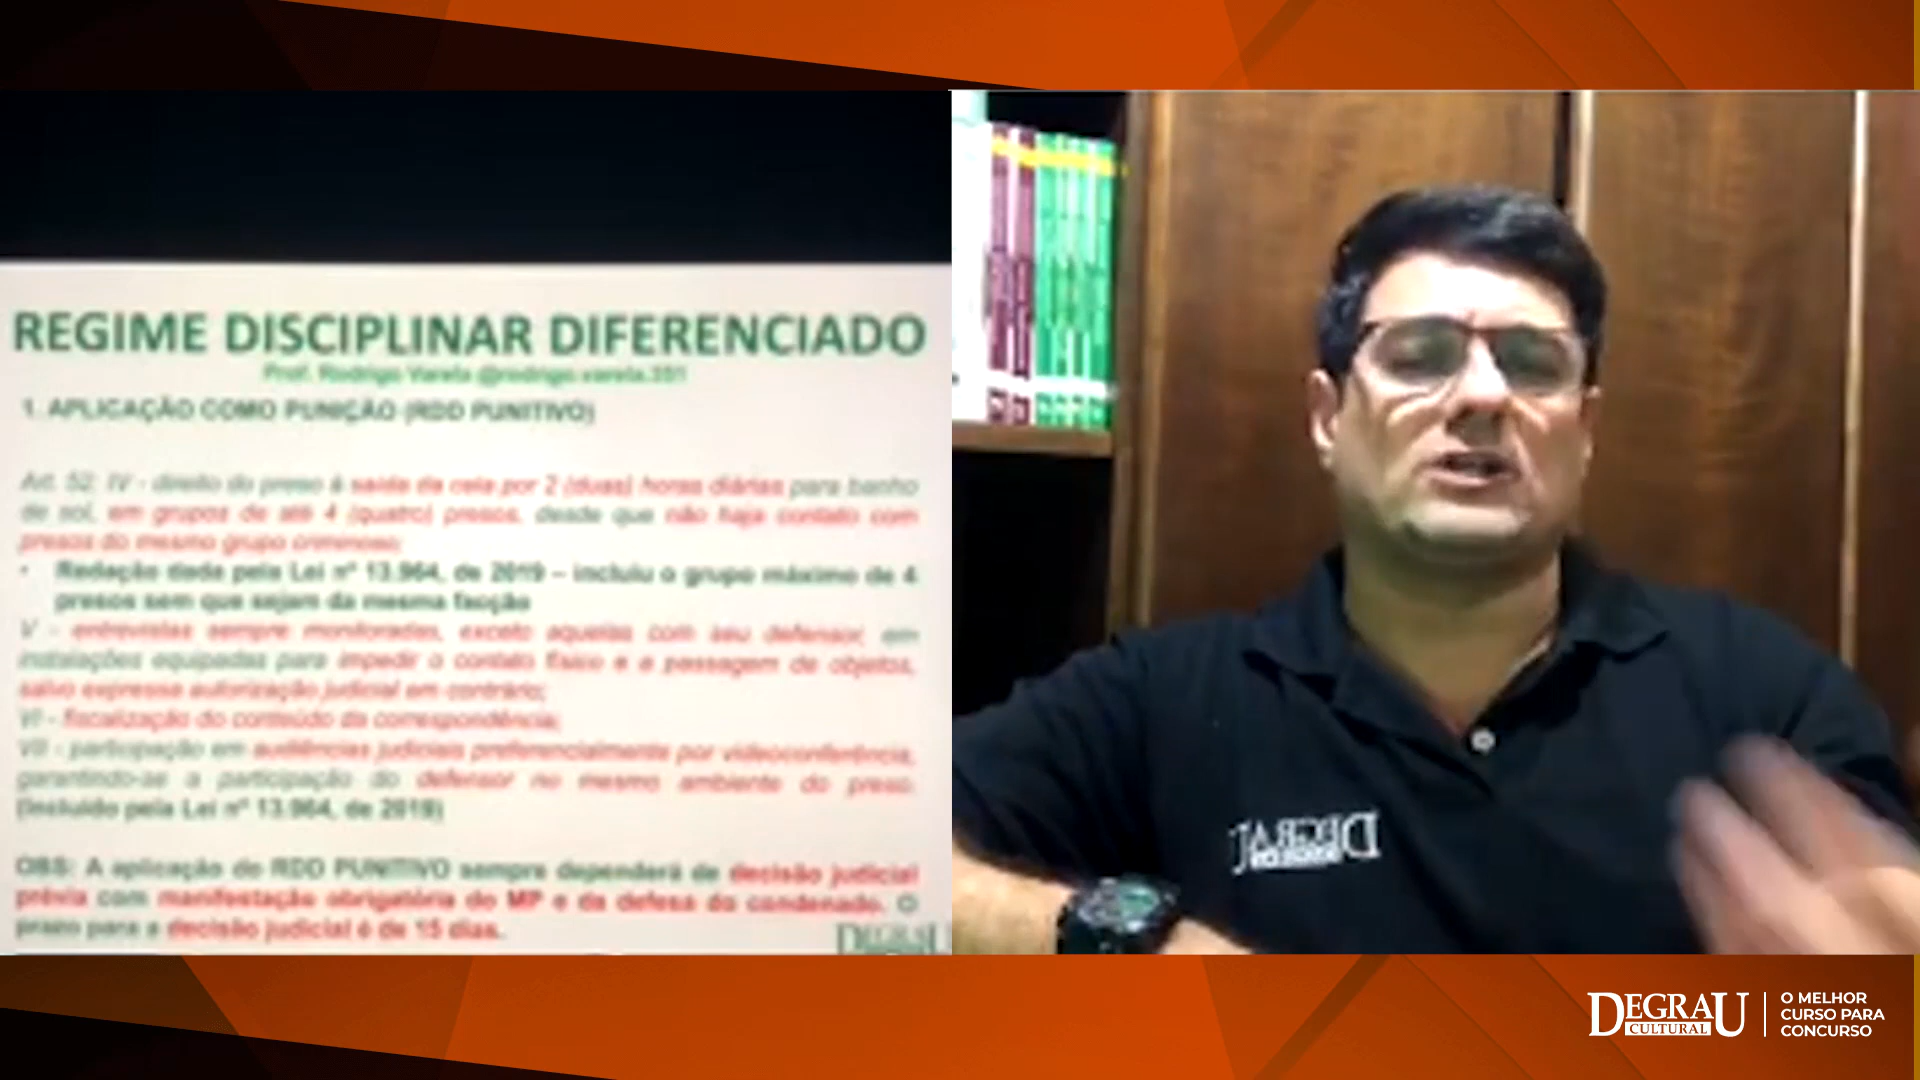 REGIME DISCIPLINAR DIFERENCIADO
Prof. Rodrigo Varela @rodrigo.varela.351
1. APLICAÇÃO COMO PUNIÇÃO (RDD PUNITIVO)
Art. 52: IV - direito do preso à saída da cela por 2 (duas) horas diárias para banho
de sol, em grupos de até 4 (quatro) presos, desde que não haja contato com
presos do mesmo grupo criminoso;
• Redação dada pela Lei nº 13.964, de 2019 – incluiu o grupo máximo de 4
presos sem que sejam da mesma facção
V - entrevistas sempre monitoradas, exceto aquelas com seu defensor, em
instalações equipadas para impedir o contato físico e a passagem de objetos,
salvo expressa autorização judicial em contrário;
VI - fiscalização do conteúdo da correspondência;
VII - participação em audiências judiciais preferencialmente por videoconferência,
garantindo-se a participação do defensor no mesmo ambiente do preso.
(Incluído pela Lei nº 13.964, de 2019)
OBS: A aplicação do RDD PUNITIVO sempre dependerá de decisão judicial
prévia com manifestação obrigatória do MP e da defesa do condenado. O
prazo para a decisão judicial é de 15 dias.
DEGRAU
DEGRAU
DEGRAU
CULTURAL
O MELHOR
CURSO PARA
CONCURSO